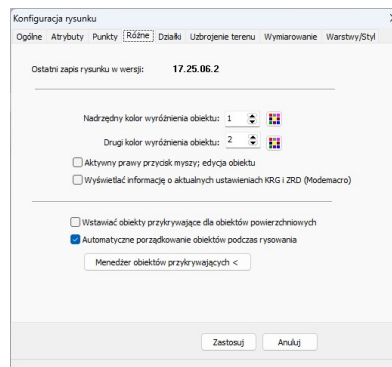 Konfiguracja rysunku
Ogólne Atrybuty Punkty Różne Działki Uzbrojenie terenu Wymiarowanie Warstwy/Styl
Ostatni zapis rysunku w wersji: 17.25.06.2
Nadrzędny kolor wyróżnienia obiektu: 1
Drugi kolor wyróżnienia obiektu: 2
Aktywny prawy przycisk myszy; edycja obiektu
Wyświetlać informację o aktualnych ustawieniach KRG i ZRD (Modemacro)
Wstawiać obiekty przykrywające dla obiektów powierzchniowych
Automatyczne porządkowanie obiektów podczas rysowania
Menedżer obiektów przykrywających <
Zastosuj Anuluj